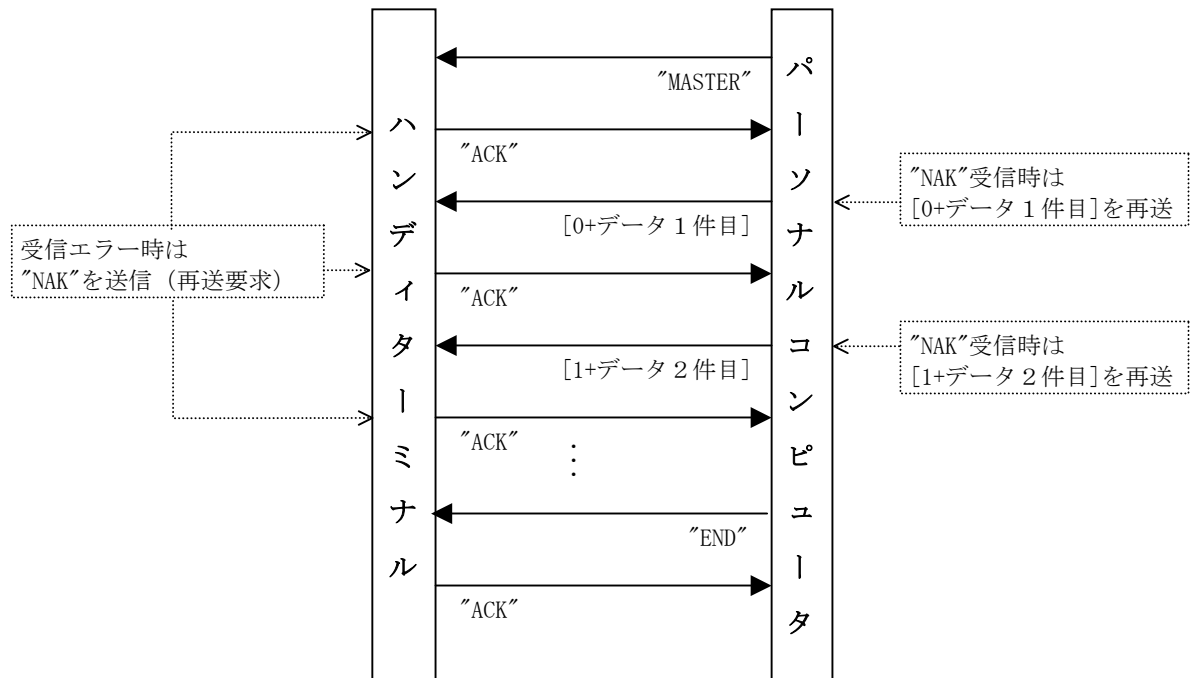 "MASTER"
"ACK"
[0+データ１件目]
"ACK"
[1+データ２件目]
"ACK"
⋮
"END"
"ACK"
ハンディターミナル
パーソナルコンピュータ
受信エラー時は
"NAK"を送信（再送要求）
"NAK"受信時は
[0+データ１件目]を再送
"NAK"受信時は
[1+データ２件目]を再送